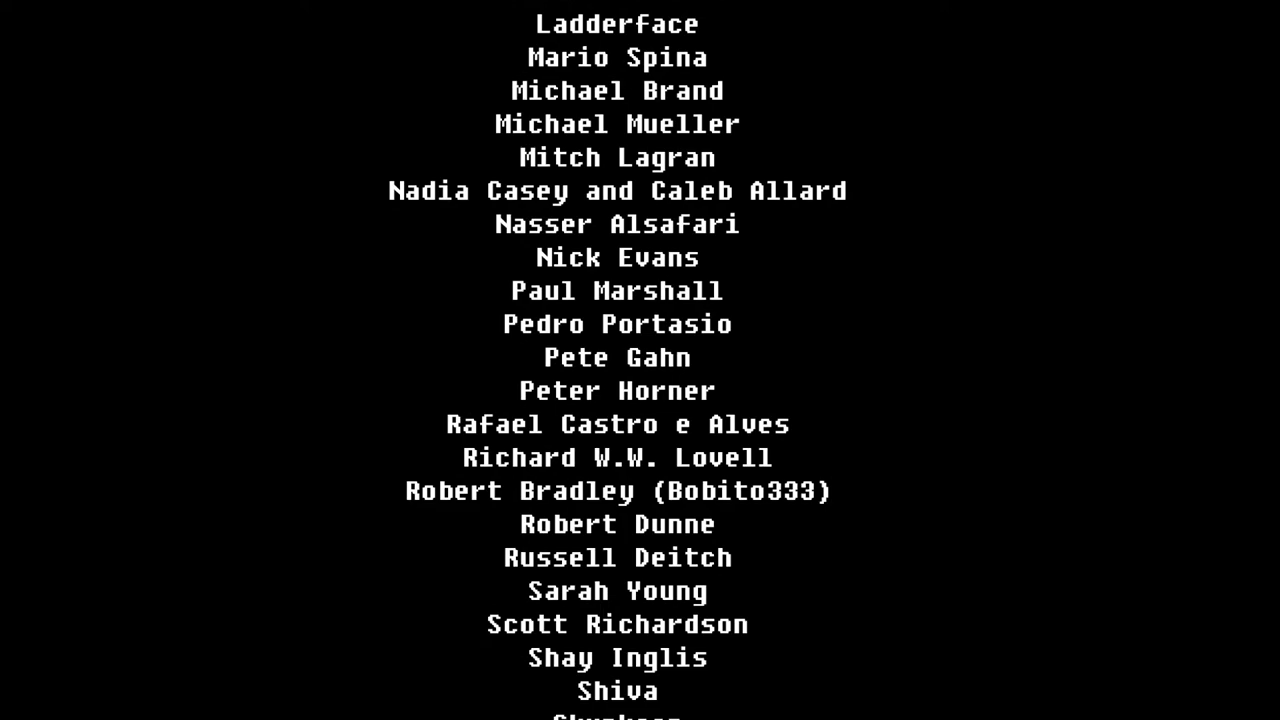 Ladderface
Mario Spina
Michael Brand
Michael Mueller
Mitch Lagran
Nadia Casey and Caleb Allard
Nasser Alsafari
Nick Evans
Paul Marshall
Pedro Portasio
Pete Gahn
Peter Horner
Rafael Castro e Alves
Richard W.W. Lovell
Robert Bradley (Bobito333)
Robert Dunne
Russell Deitch
Sarah Young
Scott Richardson
Shay Inglis
Shiva